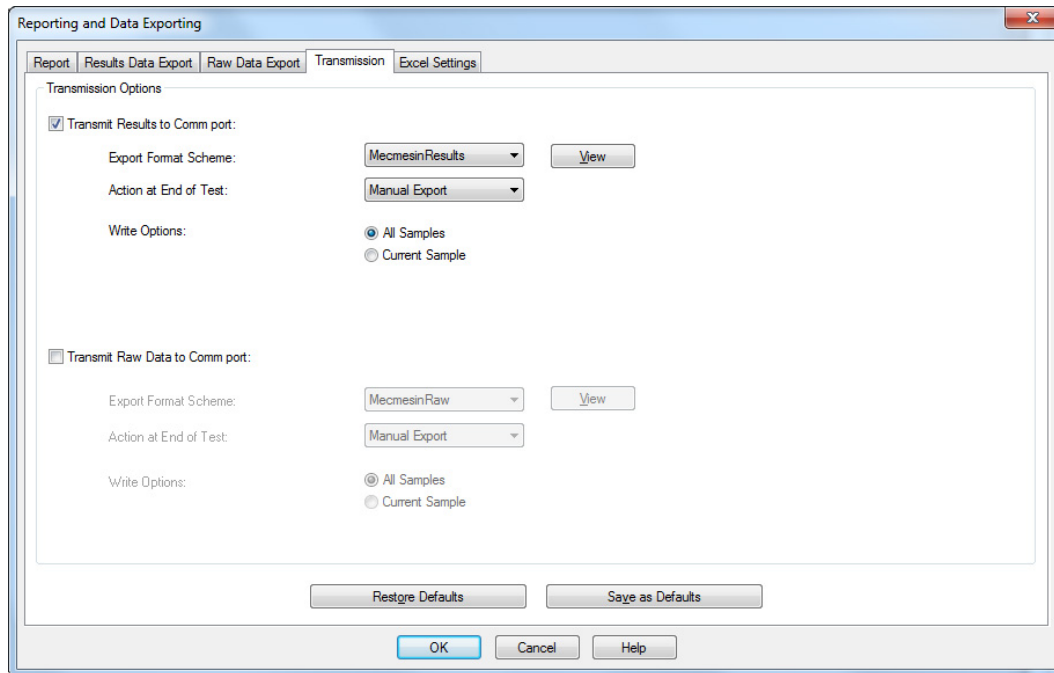 Reporting and Data Exporting
Report Results Data Export Raw Data Export Transmission Excel Settings
Transmission Options
Transmit Results to Comm port:
Export Format Scheme: MecmesinResults View
Action at End of Test: Manual Export
Write Options: All Samples
Current Sample
Transmit Raw Data to Comm port:
Export Format Scheme: MecmesinRaw View
Action at End of Test: Manual Export
Write Options: All Samples
Current Sample
Restore Defaults Save as Defaults
OK Cancel Help